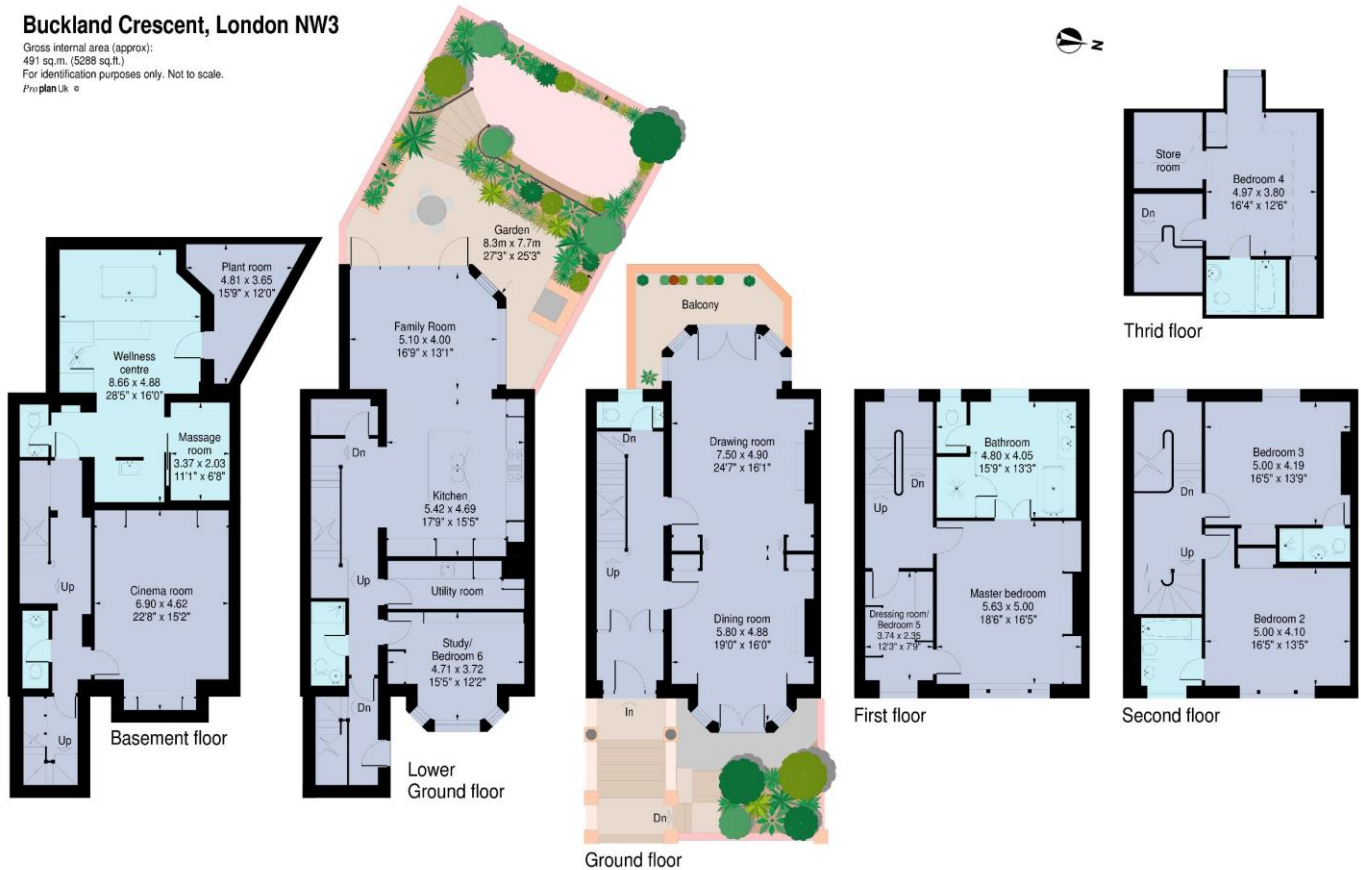 Buckland Crescent, London NW3
Gross internal area (approx):
491 sq.m. (5288 sq.ft.)
For identification purposes only. Not to scale.
Proplan Uk ©
N
Plant room
4.81 x 3.65
15'9" x 12'0"
Wellness
centre
8.66 x 4.88
28'5" x 16'0"
Massage
room
3.37 x 2.03
11'1" x 6'8"
Up
Cinema room
6.90 x 4.62
22'8" x 15'2"
Up
Basement floor
Garden
8.3m x 7.7m
27'3" x 25'3"
Family Room
5.10 x 4.00
16'9" x 13'1"
Dn
Kitchen
5.42 x 4.69
17'9" x 15'5"
Up
Utility room
Study/
Bedroom 6
4.71 x 3.72
15'5" x 12'2"
Dn
Lower
Ground floor
Balcony
Dn
Drawing room
7.50 x 4.90
24'7" x 16'1"
Up
Dining room
5.80 x 4.88
19'0" x 16'0"
In
Dn
Ground floor
Bathroom
4.80 x 4.05
15'9" x 13'3"
Dn
Up
Master bedroom
5.63 x 5.00
18'6" x 16'5"
Dressing room/
Bedroom 5
3.74 x 2.35
12'3" x 7'9"
First floor
Bedroom 3
5.00 x 4.19
16'5" x 13'9"
Dn
Up
Bedroom 2
5.00 x 4.10
16'5" x 13'5"
Second floor
Store
room
Bedroom 4
4.97 x 3.80
16'4" x 12'6"
Dn
Thrid floor